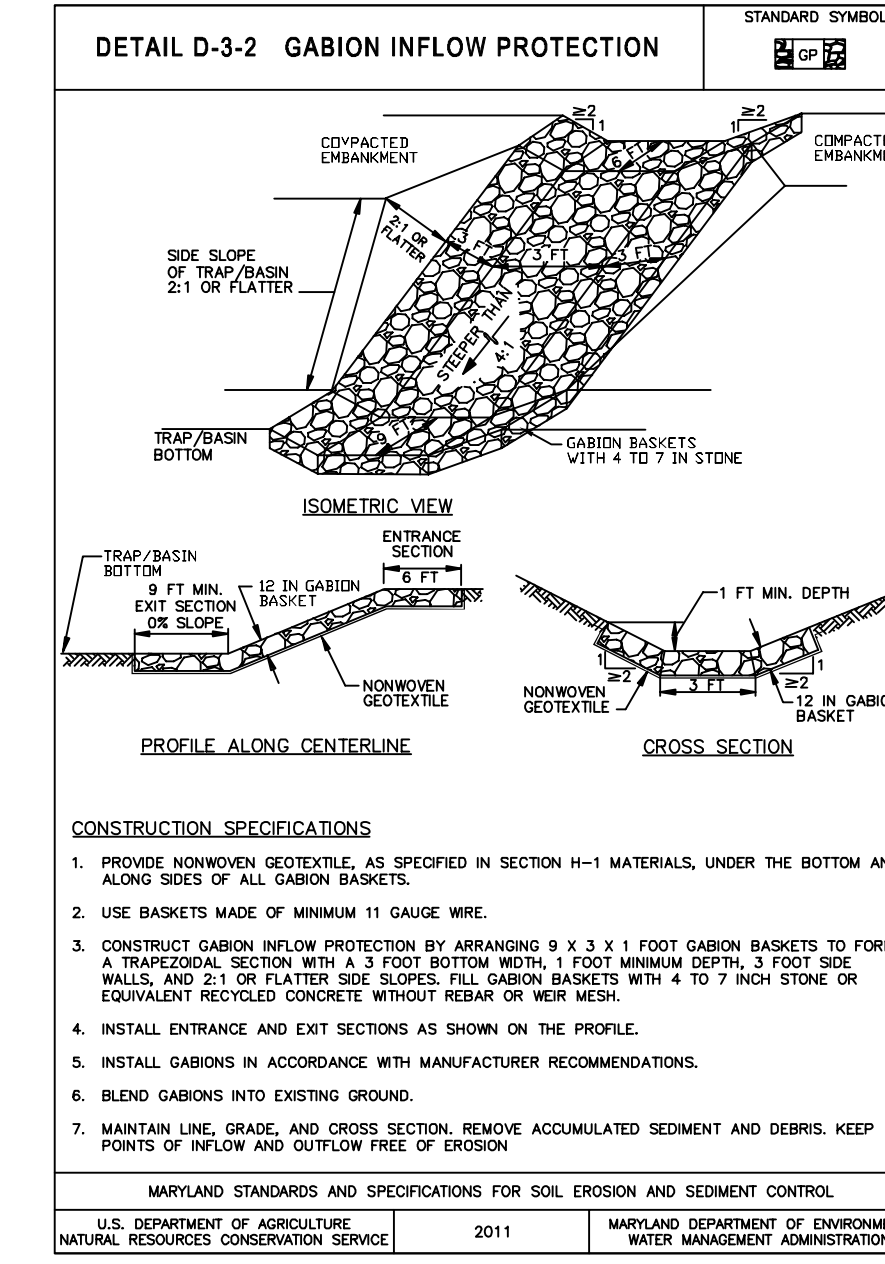 DETAIL D-3-2 GABION INFLOW PROTECTION
STANDARD SYMBOL
GP
≥2
1
≥2
1
COVPACTED
EMBANKMENT
6 FT
COMPACTE
EMBANKME
2:1 OR
FLATTER
3 FT
3 FT
3 FT
SIDE SLOPE
OF TRAP/BASIN
2:1 OR FLATTER
STEEPER THAN
4:1
9 FT
TRAP/BASIN
BOTTOM
GABION BASKETS
WITH 4 TO 7 IN STONE
ISOMETRIC VIEW
ENTRANCE
SECTION
6 FT
TRAP/BASIN
BOTTOM
9 FT MIN.
EXIT SECTION
0% SLOPE
12 IN GABION
BASKET
NONWOVEN
GEOTEXTILE
PROFILE ALONG CENTERLINE
1 FT MIN. DEPTH
1
≥2
3 FT
1
≥2
NONWOVEN
GEOTEXTILE
12 IN GABIO
BASKET
CROSS SECTION
CONSTRUCTION SPECIFICATIONS
1. PROVIDE NONWOVEN GEOTEXTILE, AS SPECIFIED IN SECTION H-1 MATERIALS, UNDER THE BOTTOM AN
ALONG SIDES OF ALL GABION BASKETS.
2. USE BASKETS MADE OF MINIMUM 11 GAUGE WIRE.
3. CONSTRUCT GABION INFLOW PROTECTION BY ARRANGING 9 X 3 X 1 FOOT GABION BASKETS TO FOR
A TRAPEZOIDAL SECTION WITH A 3 FOOT BOTTOM WIDTH, 1 FOOT MINIMUM DEPTH, 3 FOOT SIDE
WALLS, AND 2:1 OR FLATTER SIDE SLOPES. FILL GABION BASKETS WITH 4 TO 7 INCH STONE OR
EQUIVALENT RECYCLED CONCRETE WITHOUT REBAR OR WEIR MESH.
4. INSTALL ENTRANCE AND EXIT SECTIONS AS SHOWN ON THE PROFILE.
5. INSTALL GABIONS IN ACCORDANCE WITH MANUFACTURER RECOMMENDATIONS.
6. BLEND GABIONS INTO EXISTING GROUND.
7. MAINTAIN LINE, GRADE, AND CROSS SECTION. REMOVE ACCUMULATED SEDIMENT AND DEBRIS. KEEP
POINTS OF INFLOW AND OUTFLOW FREE OF EROSION
MARYLAND STANDARDS AND SPECIFICATIONS FOR SOIL EROSION AND SEDIMENT CONTROL
U.S. DEPARTMENT OF AGRICULTURE
NATURAL RESOURCES CONSERVATION SERVICE
2011
MARYLAND DEPARTMENT OF ENVIRONME
WATER MANAGEMENT ADMINISTRATION